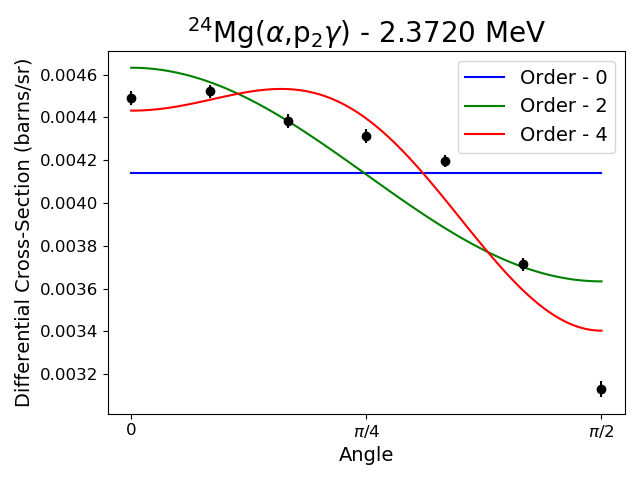 ²⁴Mg(α,p₂γ) - 2.3720 MeV
Differential Cross-Section (barns/sr)
0.0046
0.0044
0.0042
0.0040
0.0038
0.0036
0.0034
0.0032
Order - 0
Order - 2
Order - 4
0
π/4
π/2
Angle